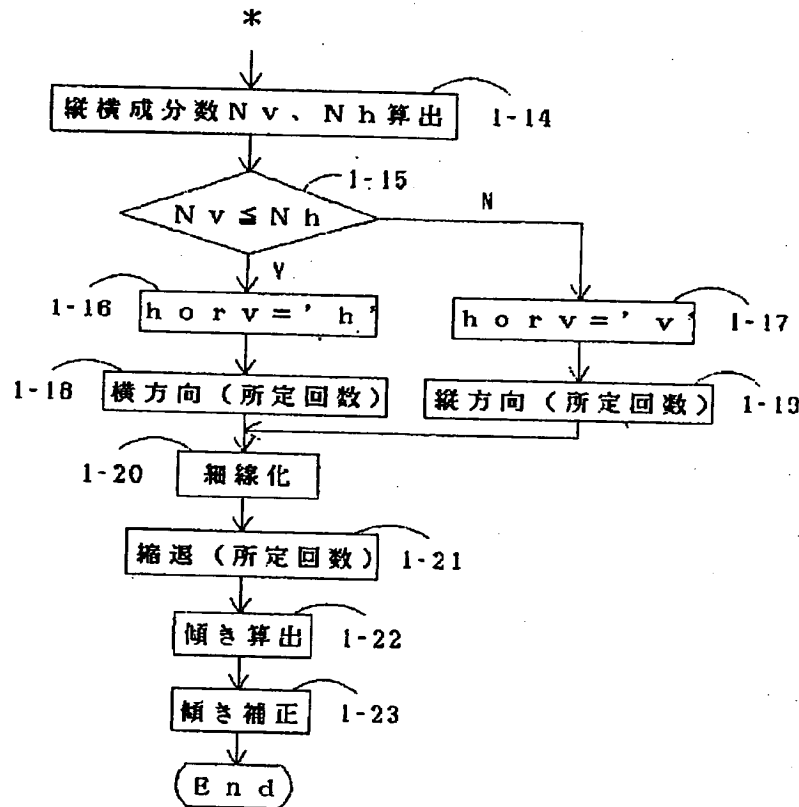 *
縦横成分数Nv、Nh算出 1-14
1-15
Nv≦Nh N
Y
1-16 horv='h' horv='v' 1-17
1-18 横方向(所定回数) 縦方向(所定回数) 1-19
1-20 細線化
縮退(所定回数) 1-21
傾き算出 1-22
傾き補正 1-23
End